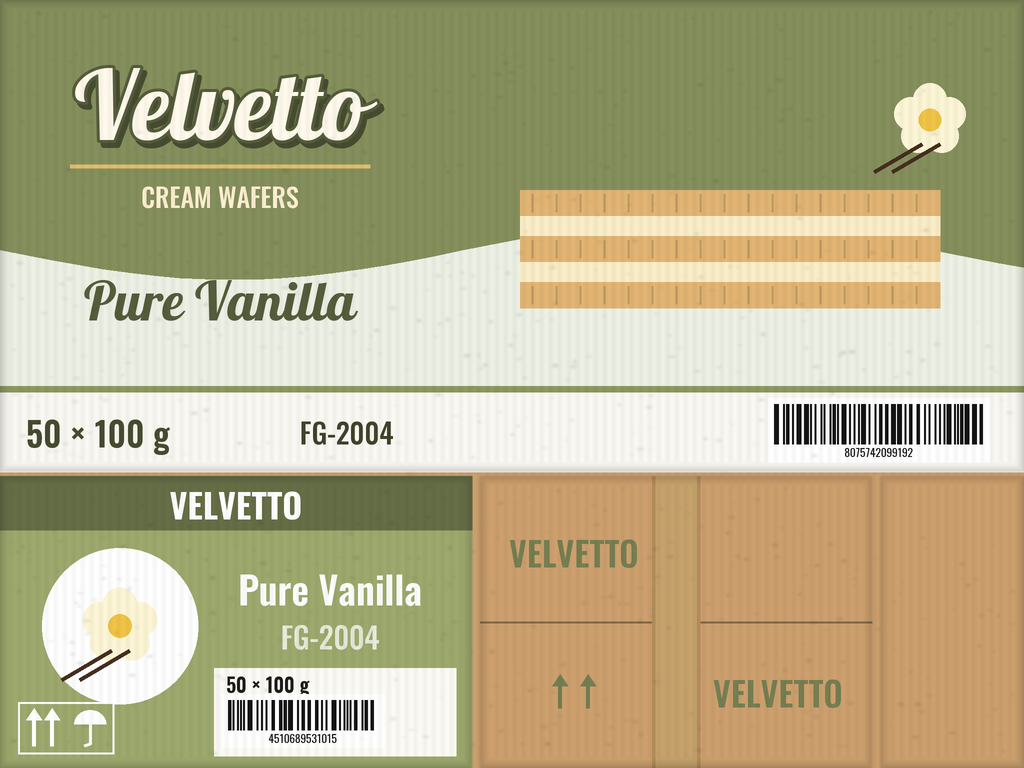 Velvetto
CREAM WAFERS
Pure Vanilla
50 × 100 g
FG-2004
8075742099192
VELVETTO
Pure Vanilla
FG-2004
50 × 100 g
4510689531015
VELVETTO
VELVETTO